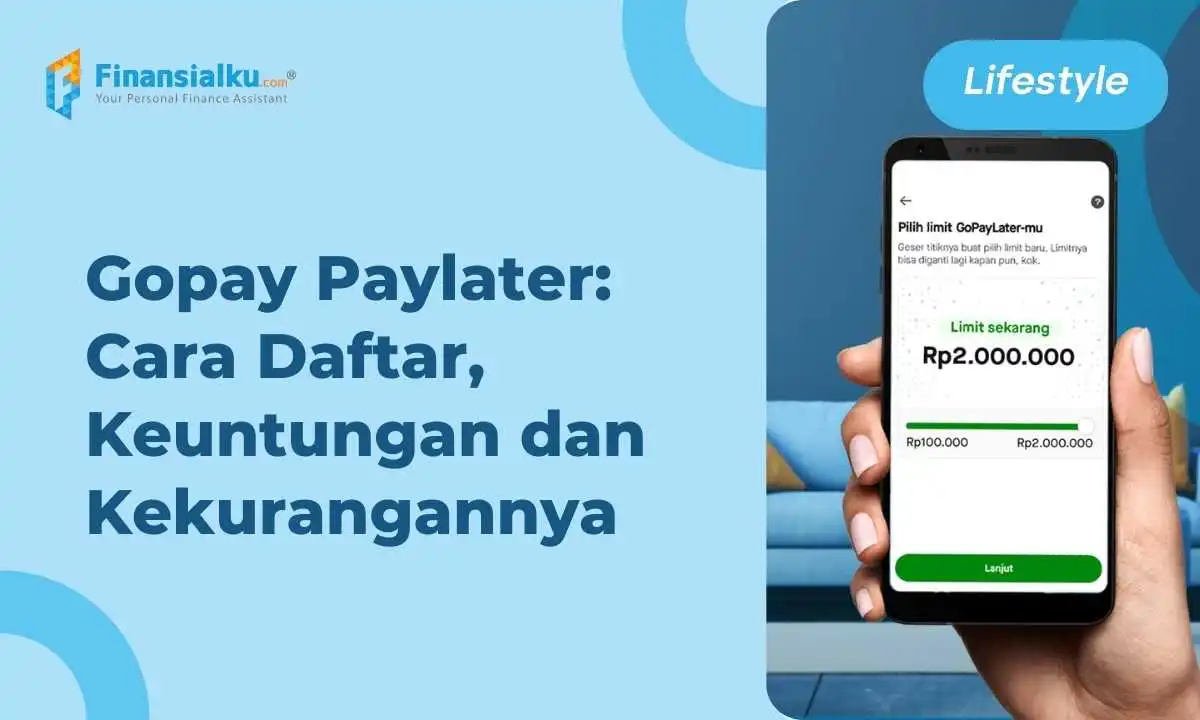 Finansialku.com®
Your Personal Finance Assistant
Lifestyle
Gopay Paylater:
Cara Daftar,
Keuntungan dan
Kekurangannya
?
Pilih limit GoPayLater-mu
Geser titiknya buat pilih limit baru. Limitnya
bisa diganti lagi kapan pun, kok.
Limit sekarang
Rp2.000.000
Rp100.000 Rp2.000.000
Lanjut